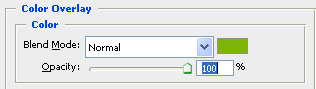 Color Overlay
Color
Blend Mode: Normal
Opacity: 100 %